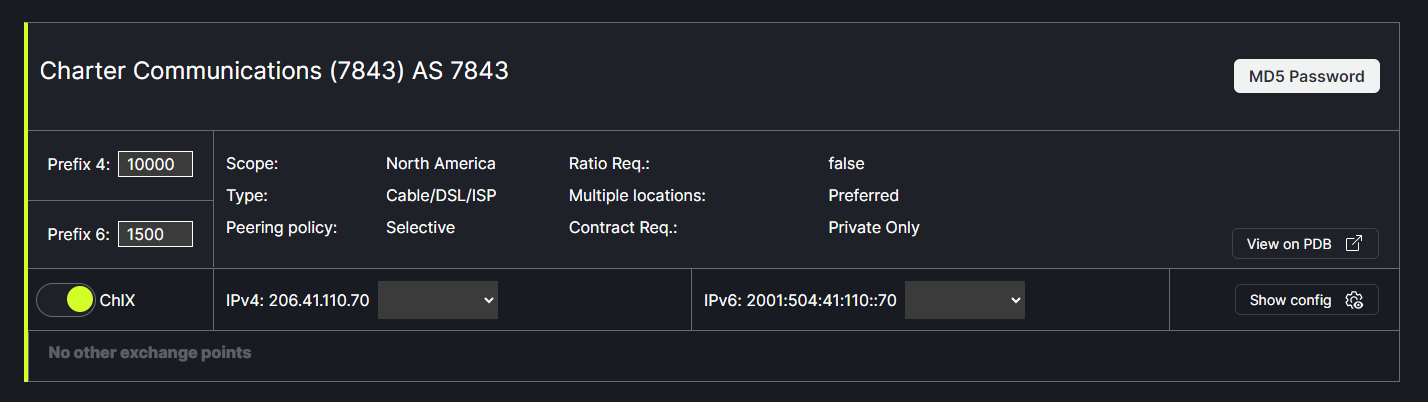 Charter Communications (7843) AS 7843
MD5 Password
Prefix 4: 10000
Prefix 6: 1500
Scope: North America Ratio Req.: false
Type: Cable/DSL/ISP Multiple locations: Preferred
Peering policy: Selective Contract Req.: Private Only
View on PDB
ChIX IPv4: 206.41.110.70 IPv6: 2001:504:41:110::70 Show config
No other exchange points